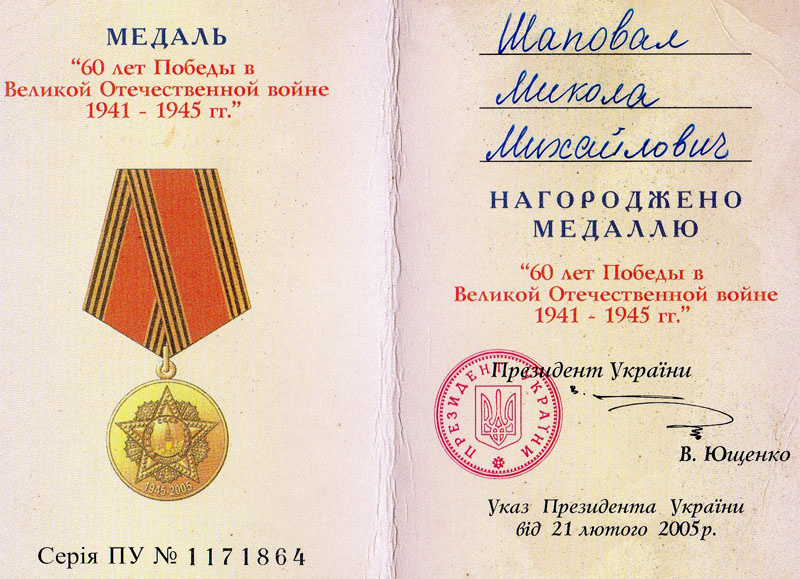 МЕДАЛЬ
“60 лет Победы в
Великой Отечественной войне
1941 - 1945 гг.”
1945-2005
Серія ПУ № 1171864
Шаповал
Микола
Михайлович
НАГОРОДЖЕНО
МЕДАЛЛЮ
“60 лет Победы в
Великой Отечественной войне
1941 - 1945 гг.”
Президент України
ПРЕЗИДЕНТ УКРАЇНИ
В. Ющенко
Указ Президента України
від 21 лютого 2005р.